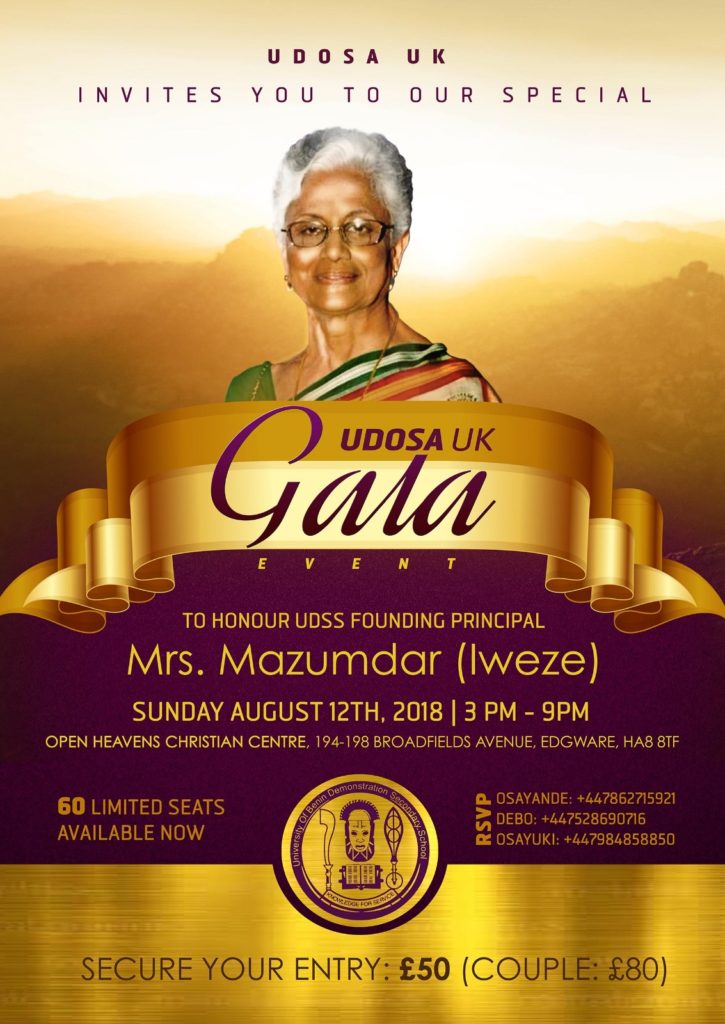 UDOSA UK
INVITES YOU TO OUR SPECIAL
UDOSA UK
Gala
EVENT
TO HONOUR UDSS FOUNDING PRINCIPAL
Mrs. Mazumdar (Iweze)
SUNDAY AUGUST 12TH, 2018 | 3 PM - 9PM
OPEN HEAVENS CHRISTIAN CENTRE, 194-198 BROADFIELDS AVENUE, EDGWARE, HA8 8TF
60 LIMITED SEATS
AVAILABLE NOW
University Of Benin Demonstration Secondary School
KNOWLEDGE FOR SERVICE
RSVP
OSAYANDE: +447862715921
DEBO: +447528690716
OSAYUKI: +447984858850
SECURE YOUR ENTRY: £50 (COUPLE: £80)